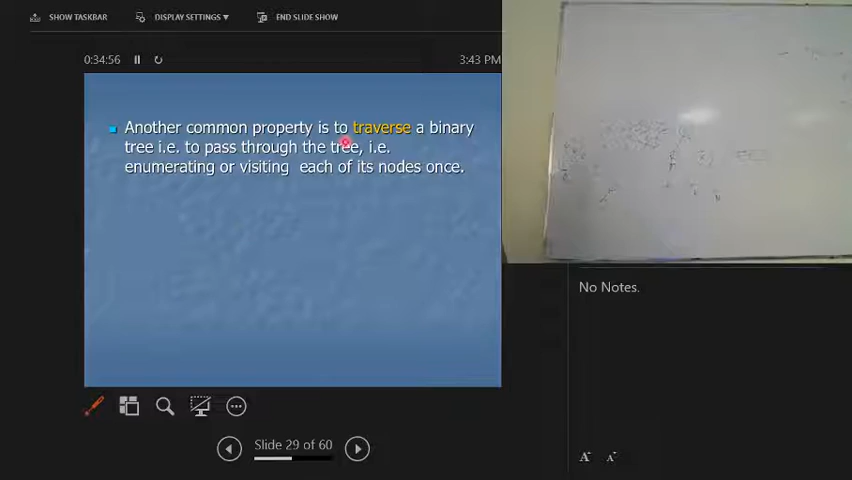 SHOW TASKBAR
DISPLAY SETTINGS ▼
END SLIDE SHOW
0:34:56
3:43 PM
Another common property is to traverse a binary
tree i.e. to pass through the tree, i.e.
enumerating or visiting each of its nodes once.
No Notes.
Slide 29 of 60
A
A